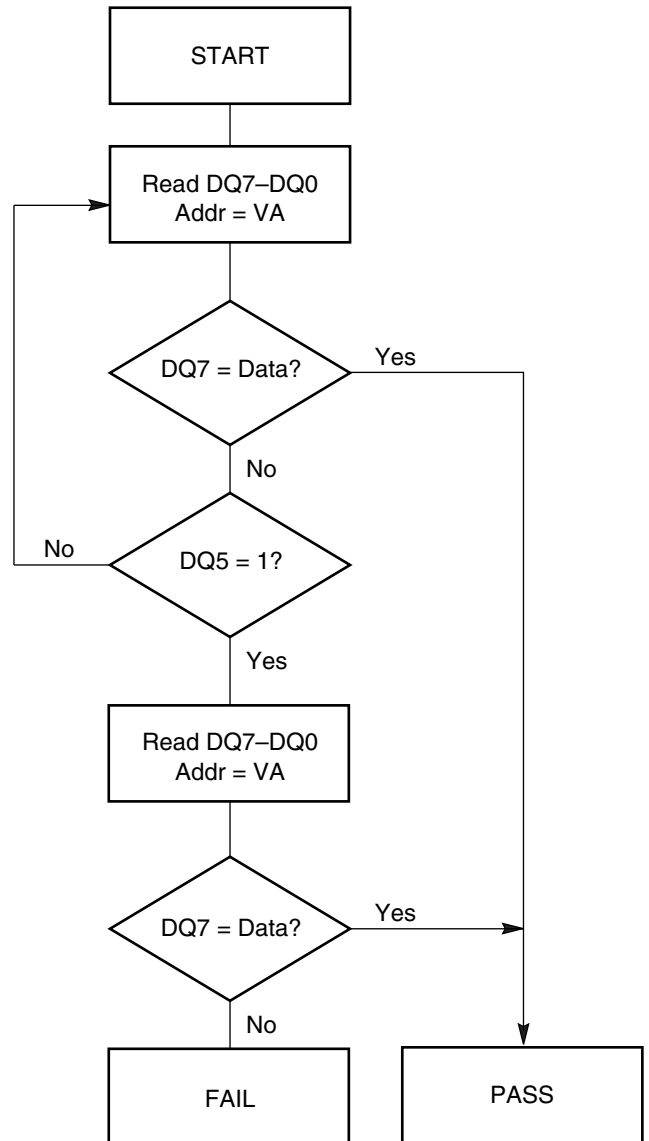 START
Read DQ7–DQ0
Addr = VA
DQ7 = Data?
Yes
No
No
DQ5 = 1?
Yes
Read DQ7–DQ0
Addr = VA
DQ7 = Data?
Yes
No
FAIL
PASS